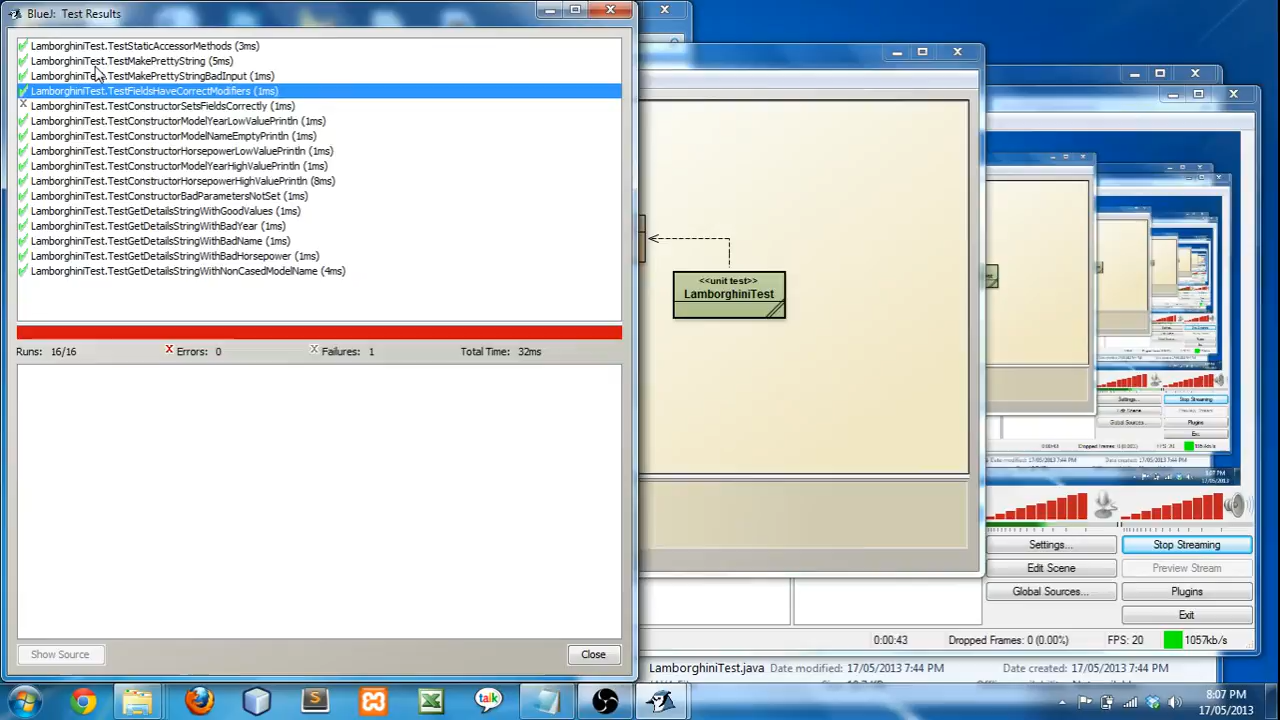 BlueJ: Test Results
LamborghiniTest.TestStaticAccessorMethods (3ms)
LamborghiniTest.TestMakePrettyString (5ms)
LamborghiniTest.TestMakePrettyStringBadInput (1ms)
LamborghiniTest.TestFieldsHaveCorrectModifiers (1ms)
LamborghiniTest.TestConstructorSetsFieldsCorrectly (1ms)
LamborghiniTest.TestConstructorModelYearLowValuePrintln (1ms)
LamborghiniTest.TestConstructorModelNameEmptyPrintln (1ms)
LamborghiniTest.TestConstructorHorsepowerLowValuePrintln (1ms)
LamborghiniTest.TestConstructorModelYearHighValuePrintln (1ms)
LamborghiniTest.TestConstructorHorsepowerHighValuePrintln (8ms)
LamborghiniTest.TestConstructorBadParametersNotSet (1ms)
LamborghiniTest.TestGetDetailsStringWithGoodValues (1ms)
LamborghiniTest.TestGetDetailsStringWithBadYear (1ms)
LamborghiniTest.TestGetDetailsStringWithBadName (1ms)
LamborghiniTest.TestGetDetailsStringWithBadHorsepower (1ms)
LamborghiniTest.TestGetDetailsStringWithNonCasedModelName (4ms)
Runs: 16/16 X Errors: 0 X Failures: 1 Total Time: 32ms
Show Source
Close
<<unit test>>
LamborghiniTest
Settings...
Stop Streaming
Edit Scene
Preview Stream
Global Sources...
Plugins
Exit
0:00:43 Dropped Frames: 0 (0.00%) FPS: 20 1057kb/s
LamborghiniTest.java Date modified: 17/05/2013 7:44 PM Date created: 17/05/2013 7:44 PM
talk
8:07 PM
17/05/2013